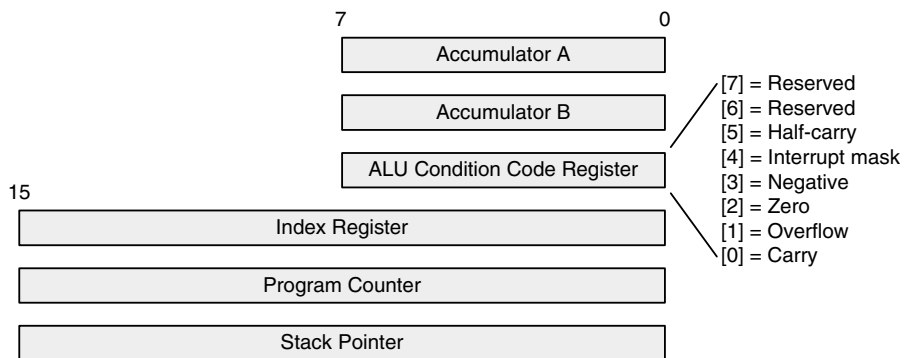 7 0
Accumulator A
Accumulator B
ALU Condition Code Register
[7] = Reserved
[6] = Reserved
[5] = Half-carry
[4] = Interrupt mask
[3] = Negative
[2] = Zero
[1] = Overflow
[0] = Carry
15
Index Register
Program Counter
Stack Pointer